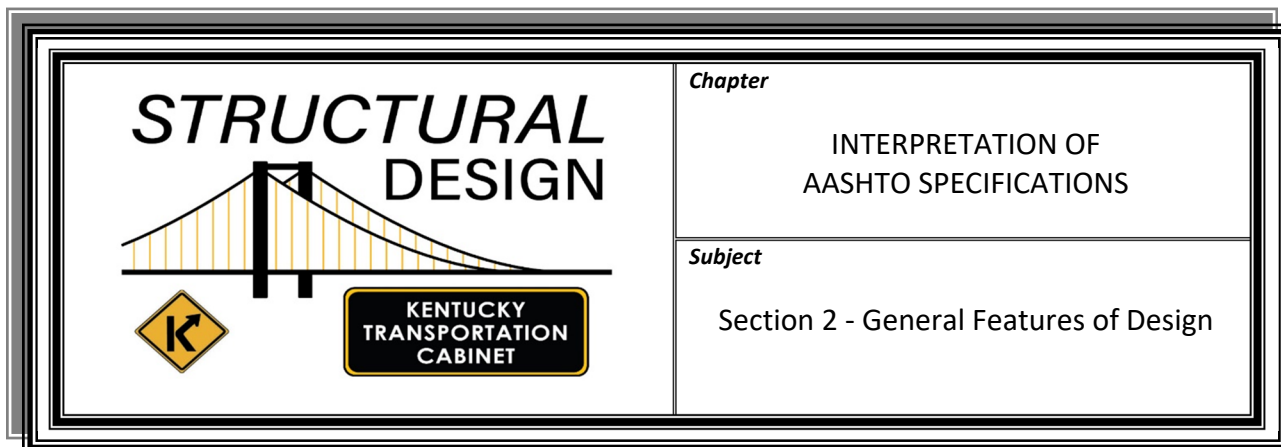 STRUCTURAL
DESIGN
KENTUCKY
TRANSPORTATION
CABINET
Chapter
INTERPRETATION OF
AASHTO SPECIFICATIONS
Subject
Section 2 - General Features of Design